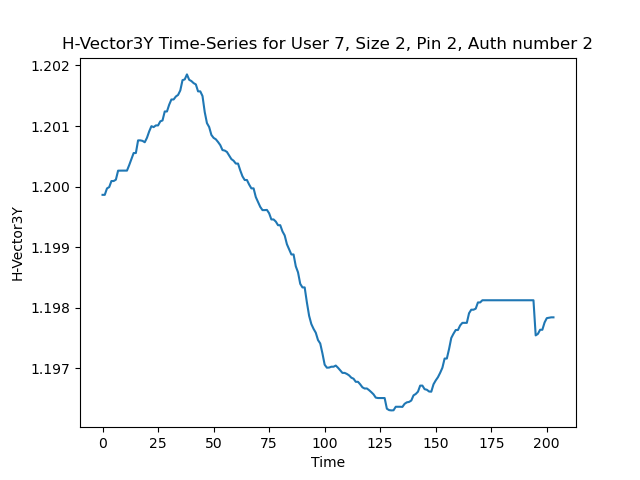 H-Vector3Y Time-Series for User 7, Size 2, Pin 2, Auth number 2
1.202
1.201
1.200
1.199
1.198
1.197
H-Vector3Y
0 25 50 75 100 125 150 175 200
Time